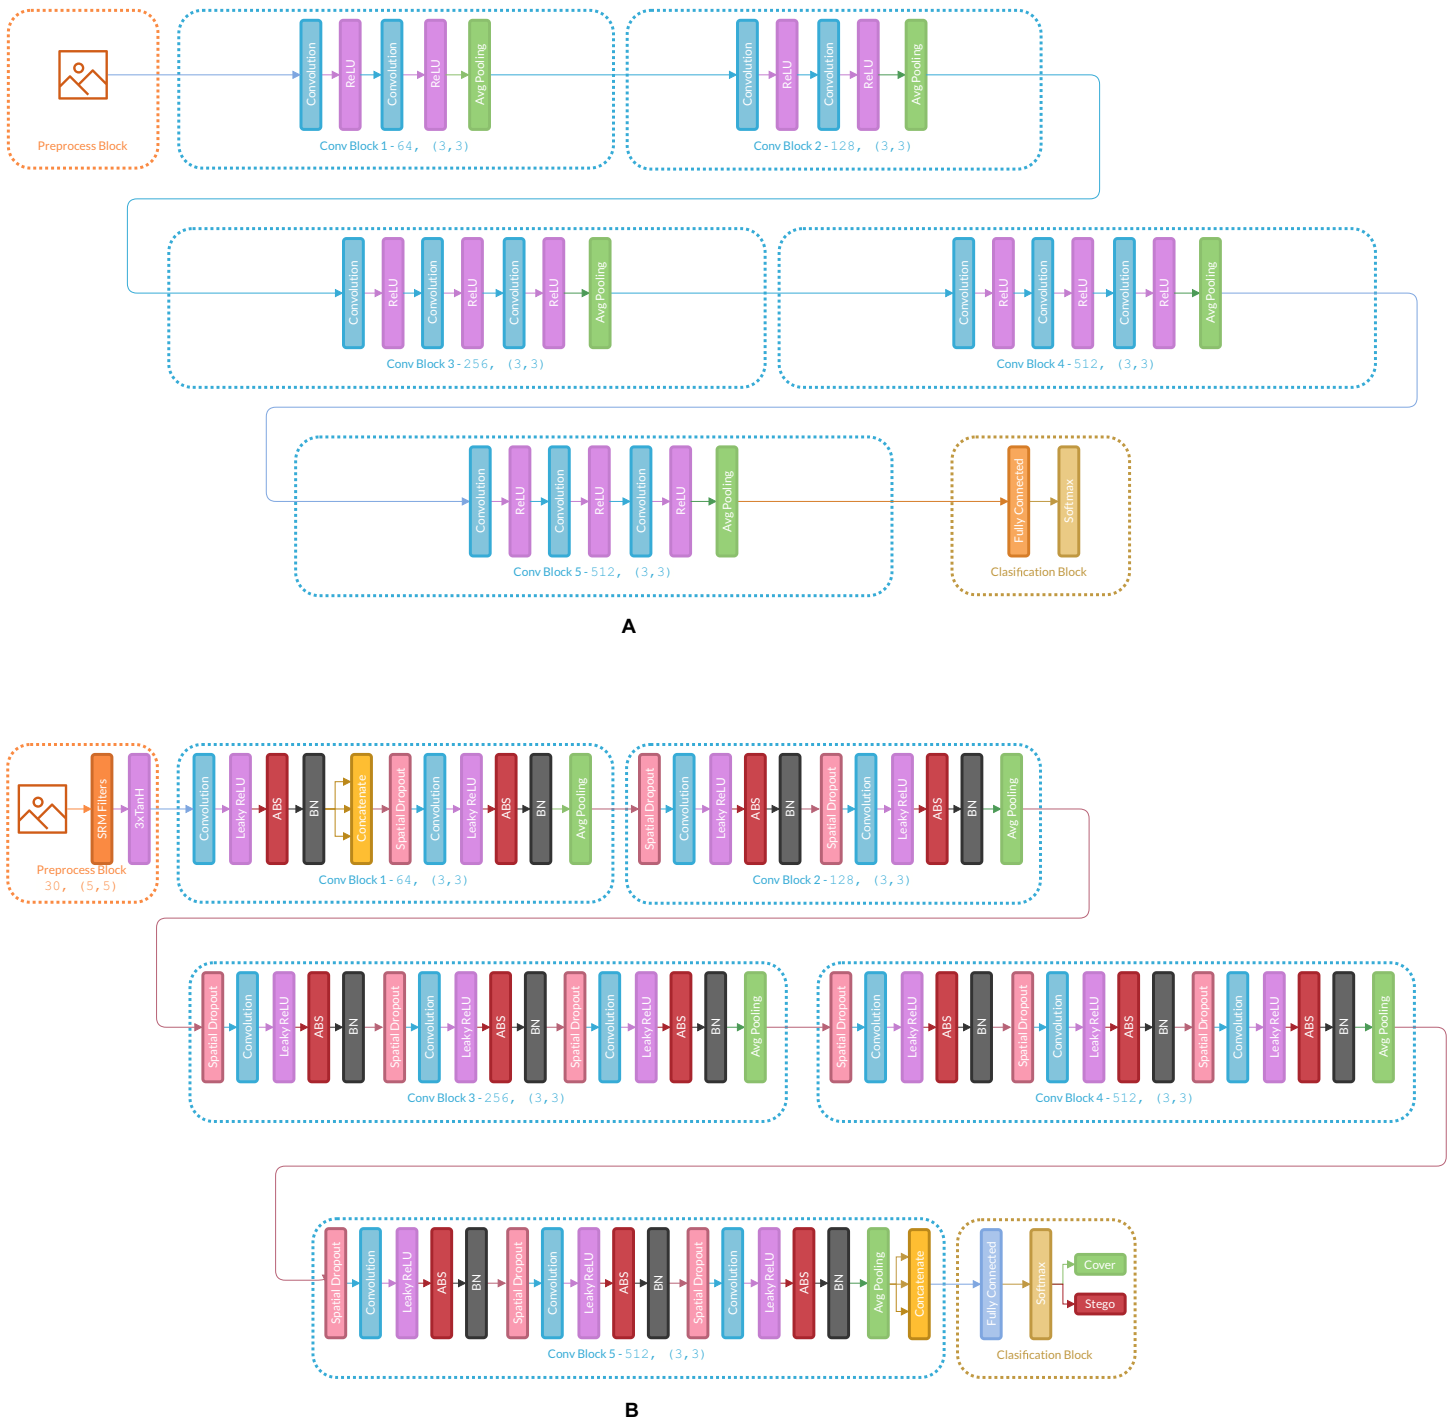 Convolution
ReLU
Convolution
ReLU
Avg Pooling
Convolution
ReLU
Convolution
ReLU
Avg Pooling
Preprocess Block
Conv Block 1 - 64, (3,3)
Conv Block 2 - 128, (3,3)
Convolution
ReLU
Convolution
ReLU
Convolution
ReLU
Avg Pooling
Convolution
ReLU
Convolution
ReLU
Convolution
ReLU
Avg Pooling
Conv Block 3 - 256, (3,3)
Conv Block 4 - 512, (3,3)
Convolution
ReLU
Convolution
ReLU
Convolution
ReLU
Avg Pooling
Fully Connected
Softmax
Conv Block 5 - 512, (3,3)
Clasification Block
A
SRM Filters
3xTanH
Convolution
Leaky ReLU
ABS
BN
Concatenate
Spatial Dropout
Convolution
Leaky ReLU
ABS
BN
Avg Pooling
Spatial Dropout
Convolution
Leaky ReLU
ABS
BN
Spatial Dropout
Convolution
Leaky ReLU
ABS
BN
Avg Pooling
Preprocess Block
30, (5,5)
Conv Block 1 - 64, (3,3)
Conv Block 2 - 128, (3,3)
Spatial Dropout
Convolution
Leaky ReLU
ABS
BN
Spatial Dropout
Convolution
Leaky ReLU
ABS
BN
Spatial Dropout
Convolution
Leaky ReLU
ABS
BN
Avg Pooling
Spatial Dropout
Convolution
Leaky ReLU
ABS
BN
Spatial Dropout
Convolution
Leaky ReLU
ABS
BN
Spatial Dropout
Convolution
Leaky ReLU
ABS
BN
Avg Pooling
Conv Block 3 - 256, (3,3)
Conv Block 4 - 512, (3,3)
Spatial Dropout
Convolution
Leaky ReLU
ABS
BN
Spatial Dropout
Convolution
Leaky ReLU
ABS
BN
Spatial Dropout
Convolution
Leaky ReLU
ABS
BN
Avg Pooling
Concatenate
Fully Connected
Softmax
Cover
Stego
Conv Block 5 - 512, (3,3)
Clasification Block
B